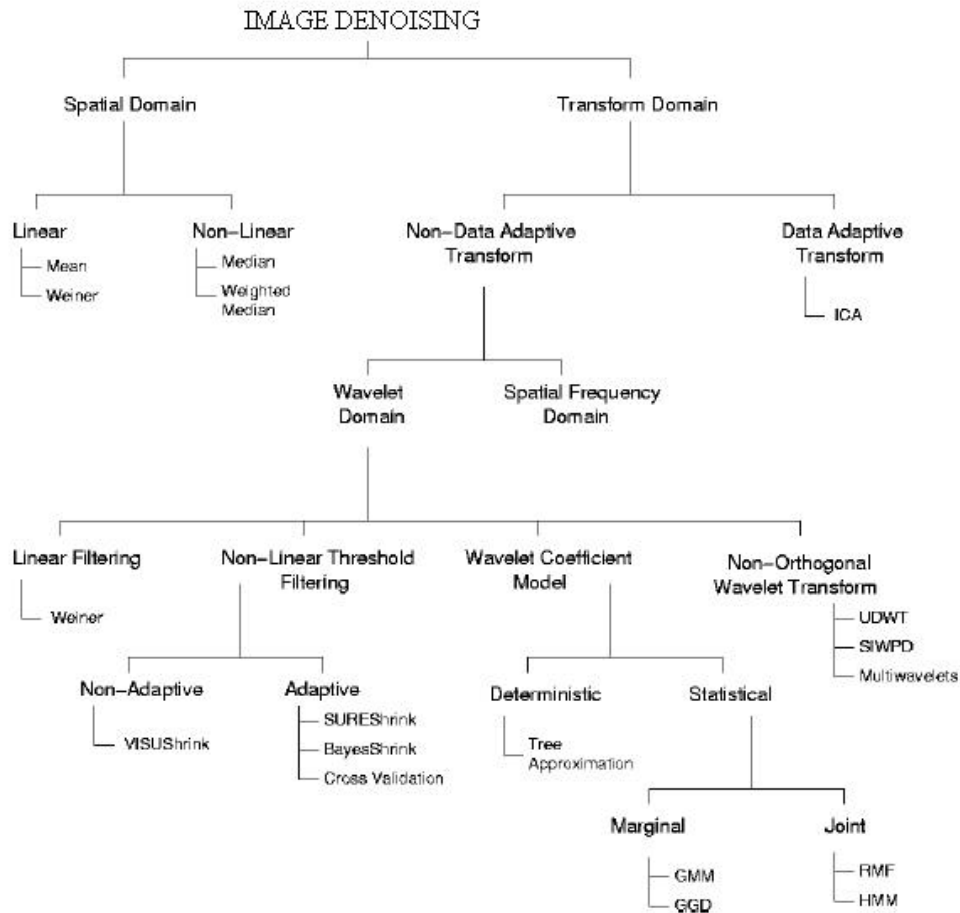 IMAGE DENOISING
Spatial Domain
Transform Domain
Linear
Mean
Weiner
Non-Linear
Median
Weighted
Median
Non-Data Adaptive
Transform
Data Adaptive
Transform
ICA
Wavelet
Domain
Spatial Frequency
Domain
Linear Filtering
Weiner
Non-Linear Threshold
Filtering
Non-Adaptive
VISUShrink
Adaptive
SUREShrink
BayesShrink
Cross Validation
Wavelet Coefficient
Model
Deterministic
Tree
Approximation
Statistical
Marginal
GMM
GGD
Joint
RMF
HMM
Non-Orthogonal
Wavelet Transform
UDWT
SIWPD
Multiwavelets